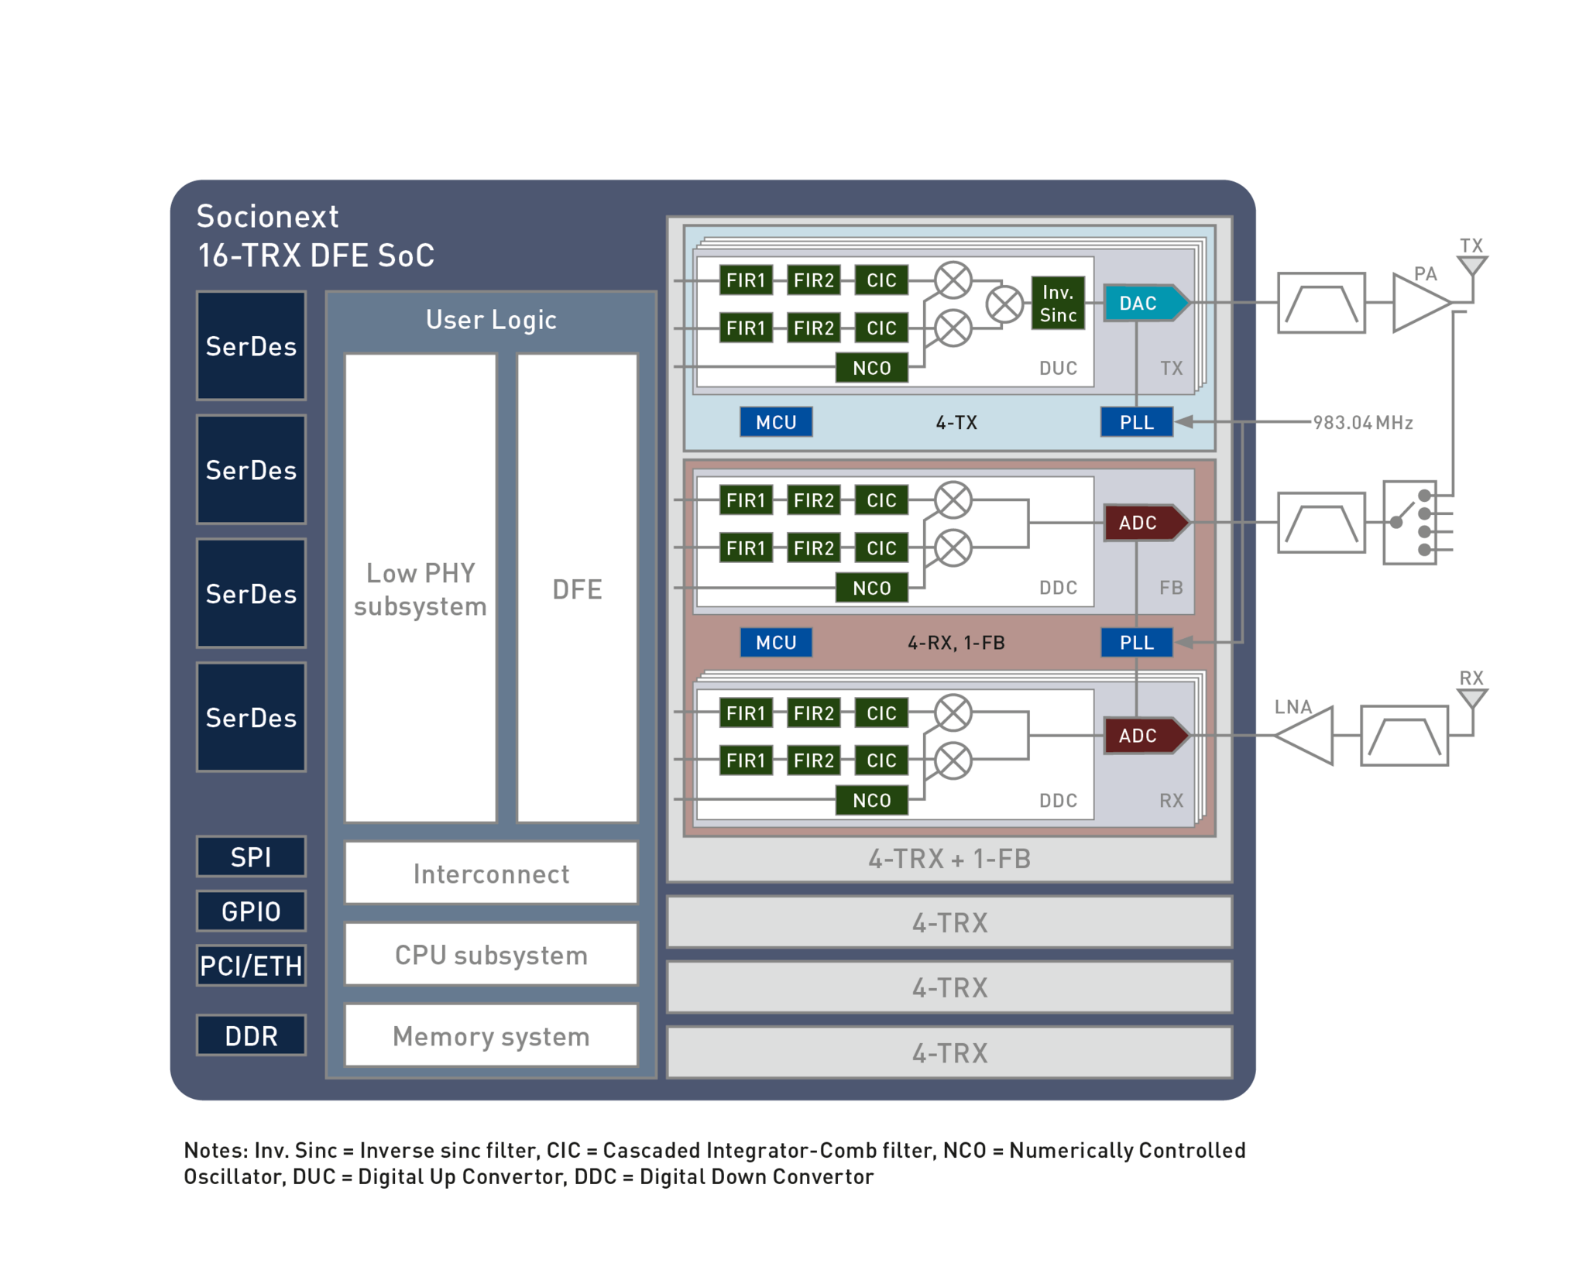 Socionext
16-TRX DFE SoC
SerDes
SerDes
SerDes
SerDes
SPI
GPIO
PCI/ETH
DDR
User Logic
Low PHY
subsystem
DFE
Interconnect
CPU subsystem
Memory system
FIR1 FIR2 CIC
FIR1 FIR2 CIC
NCO
Inv.
Sinc
DUC
DAC
TX
MCU
4-TX
PLL
983.04 MHz
FIR1 FIR2 CIC
FIR1 FIR2 CIC
NCO
DDC
ADC
FB
MCU
4-RX, 1-FB
PLL
FIR1 FIR2 CIC
FIR1 FIR2 CIC
NCO
DDC
ADC
RX
4-TRX + 1-FB
4-TRX
4-TRX
4-TRX
PA
TX
LNA
RX
Notes: Inv. Sinc = Inverse sinc filter, CIC = Cascaded Integrator-Comb filter, NCO = Numerically Controlled
Oscillator, DUC = Digital Up Convertor, DDC = Digital Down Convertor